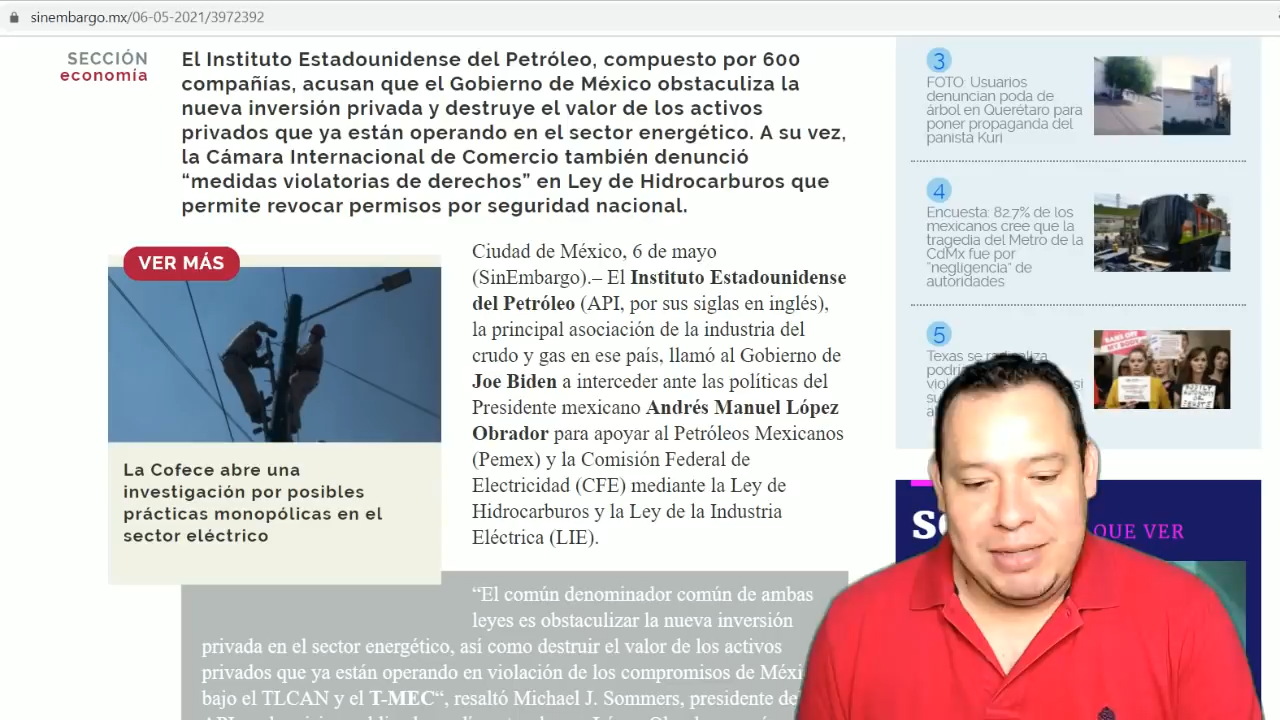 sinembargo.mx/06-05-2021/3972392
SECCIÓN
economía
El Instituto Estadounidense del Petróleo, compuesto por 600
compañías, acusan que el Gobierno de México obstaculiza la
nueva inversión privada y destruye el valor de los activos
privados que ya están operando en el sector energético. A su vez,
la Cámara Internacional de Comercio también denunció
“medidas violatorias de derechos” en Ley de Hidrocarburos que
permite revocar permisos por seguridad nacional.
VER MÁS
La Cofece abre una
investigación por posibles
prácticas monopólicas en el
sector eléctrico
Ciudad de México, 6 de mayo
(SinEmbargo).– El Instituto Estadounidense
del Petróleo (API, por sus siglas en inglés),
la principal asociación de la industria del
crudo y gas en ese país, llamó al Gobierno de
Joe Biden a interceder ante las políticas del
Presidente mexicano Andrés Manuel López
Obrador para apoyar al Petróleos Mexicanos
(Pemex) y la Comisión Federal de
Electricidad (CFE) mediante la Ley de
Hidrocarburos y la Ley de la Industria
Eléctrica (LIE).
“El común denominador común de ambas
leyes es obstaculizar la nueva inversión
privada en el sector energético, así como destruir el valor de los activos
privados que ya están operando en violación de los compromisos de
bajo el TLCAN y el T-MEC“, resaltó Michael J. Sommers, presidente
3
FOTO: Usuarios
denuncian poda de
árbol en Querétaro para
poner propaganda del
panista Kuri
4
Encuesta: 82.7% de los
mexicanos cree que la
tragedia del Metro de la
CdMx fue por
"negligencia" de
autoridades
5
Texas se
BANS OFF
MY BODY
QUE VER